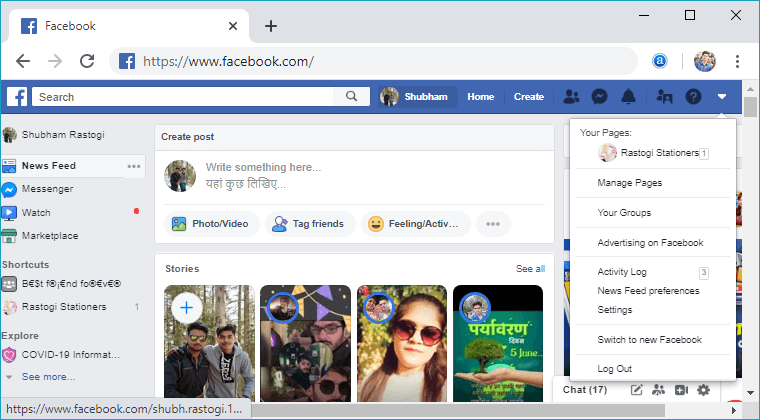 Facebook
https://www.facebook.com/
Search
Shubham
Home
Create
Shubham Rastogi
News Feed
Messenger
Watch
Marketplace
Shortcuts
B€$t f®¡€nd fo®€v€®
Rastogi Stationers 1
Explore
COVID-19 Informat...
See more...
Create post
Write something here...
यहां कुछ लिखिए...
Photo/Video
Tag friends
Feeling/Activ...
Stories
See all
पर्यावरण
दिवस
5 June...
Your Pages:
Rastogi Stationers 1
Manage Pages
Your Groups
Advertising on Facebook
Activity Log 3
News Feed preferences
Settings
Switch to new Facebook
Log Out
Chat (17)
https://www.facebook.com/shubh.rastogi.1...